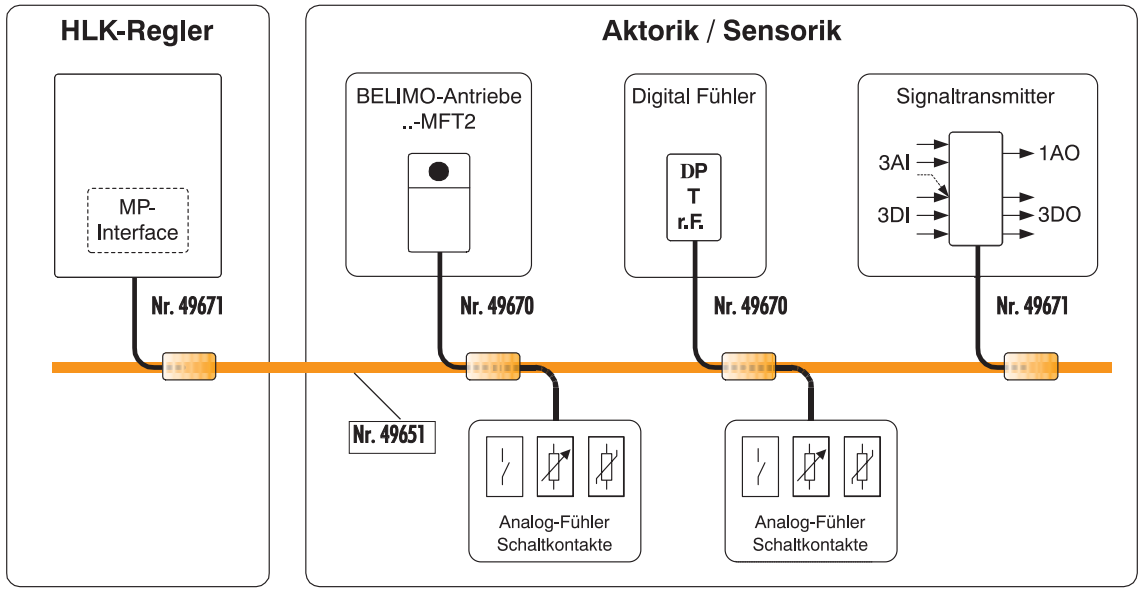 HLK-Regler
MP-
Interface
Nr. 49671
Aktorik / Sensorik
BELIMO-Antriebe
..-MFT2
Nr. 49670
Digital Fühler
DP
T
r.F.
Nr. 49670
Signaltransmitter
3AI
1AO
3DI
3DO
Nr. 49671
Nr. 49651
Analog-Fühler
Schaltkontakte
Analog-Fühler
Schaltkontakte